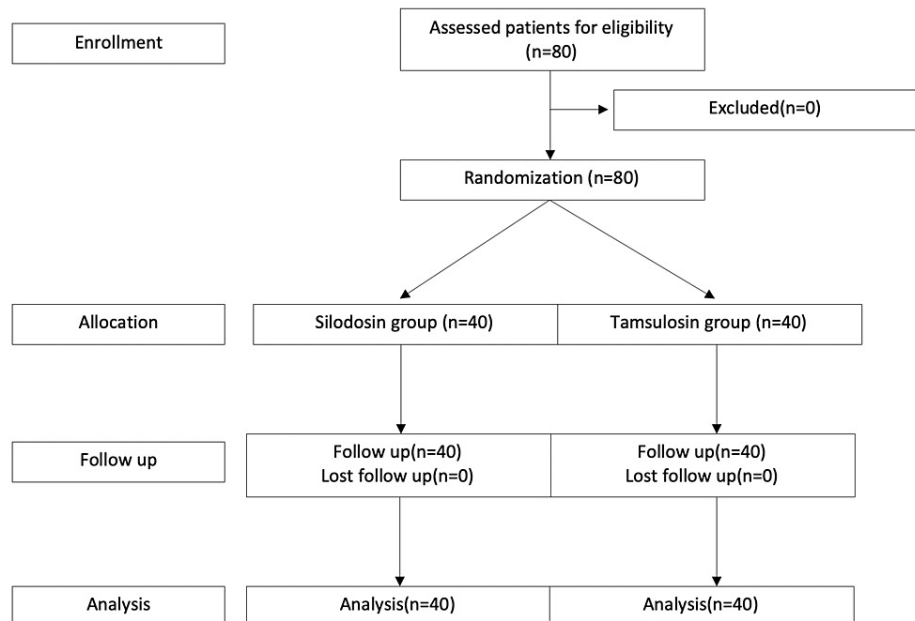 Enrollment
Assessed patients for eligibility
(n=80)
Excluded(n=0)
Randomization (n=80)
Allocation
Silodosin group (n=40)
Tamsulosin group (n=40)
Follow up
Follow up(n=40)
Lost follow up(n=0)
Follow up(n=40)
Lost follow up(n=0)
Analysis
Analysis(n=40)
Analysis(n=40)